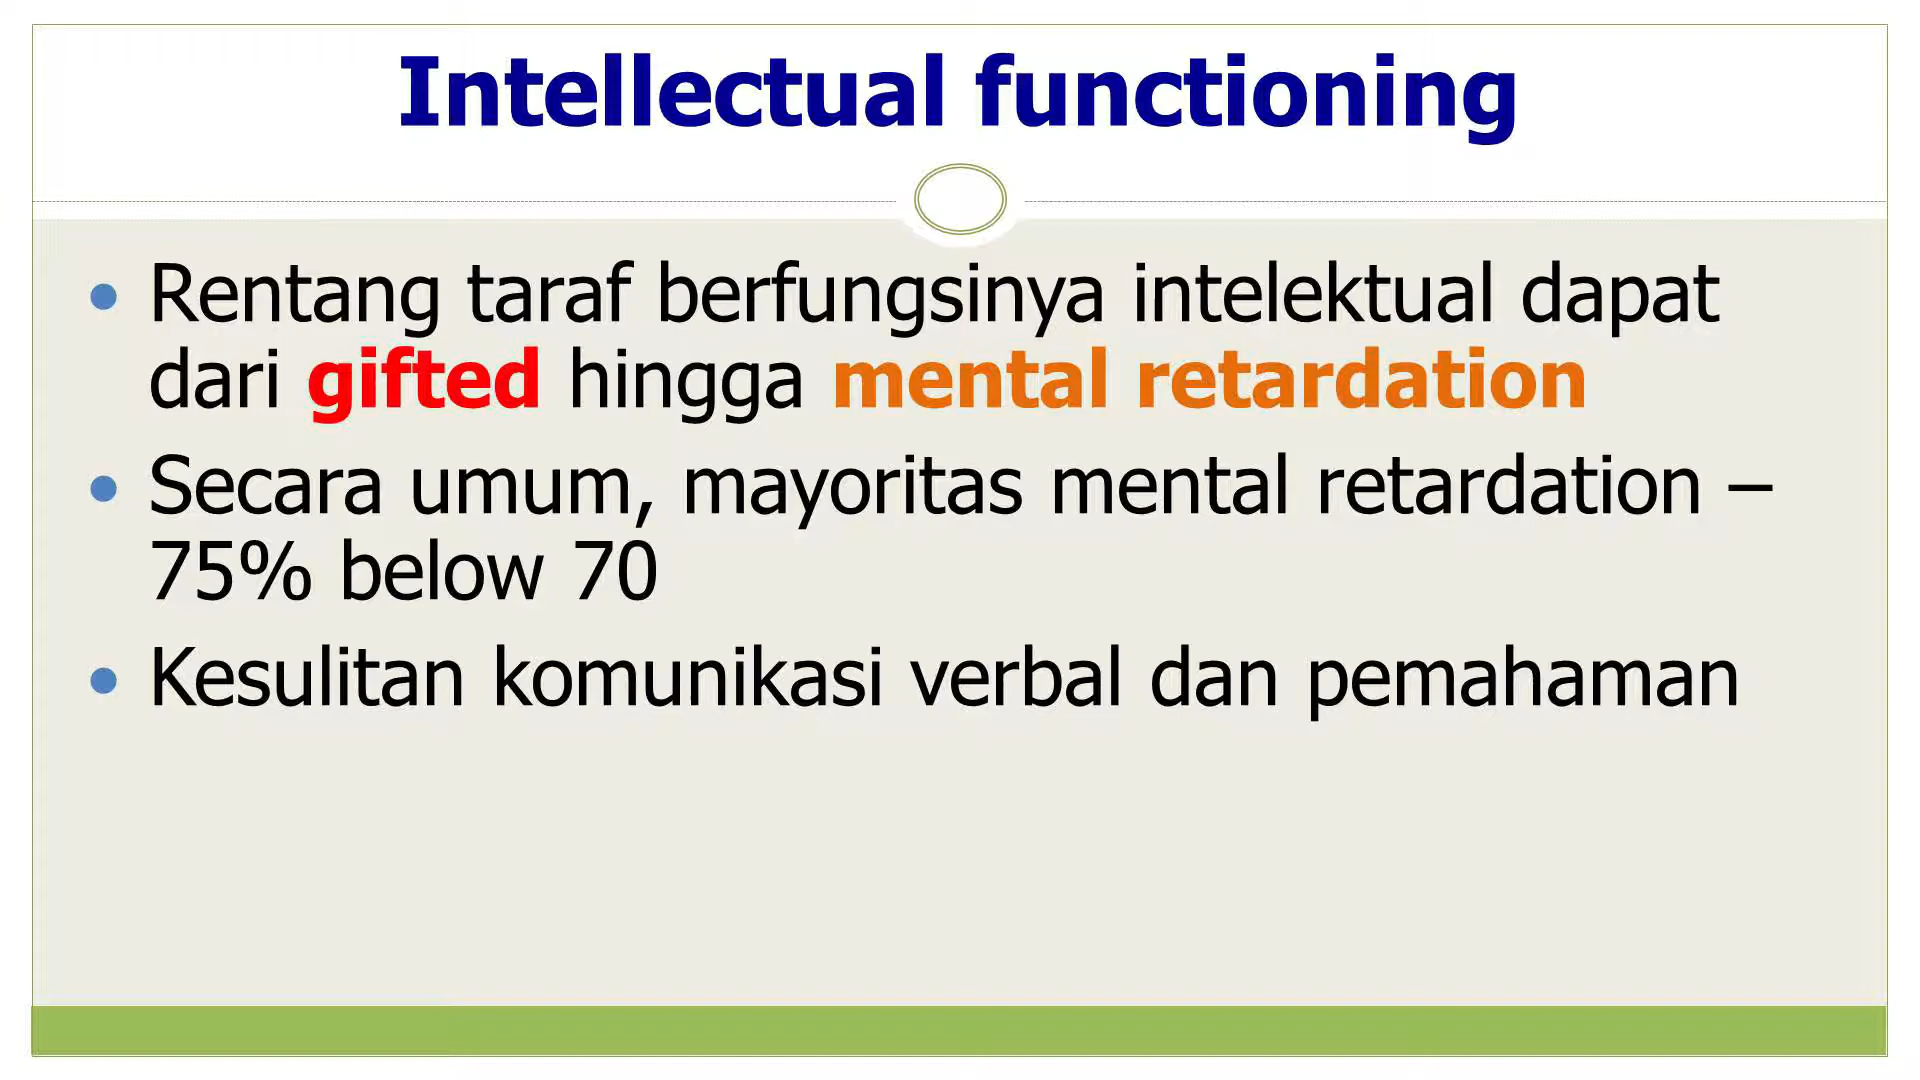 Intellectual functioning
• Rentang taraf berfungsinya intelektual dapat
dari gifted hingga mental retardation
• Secara umum, mayoritas mental retardation –
75% below 70
• Kesulitan komunikasi verbal dan pemahaman